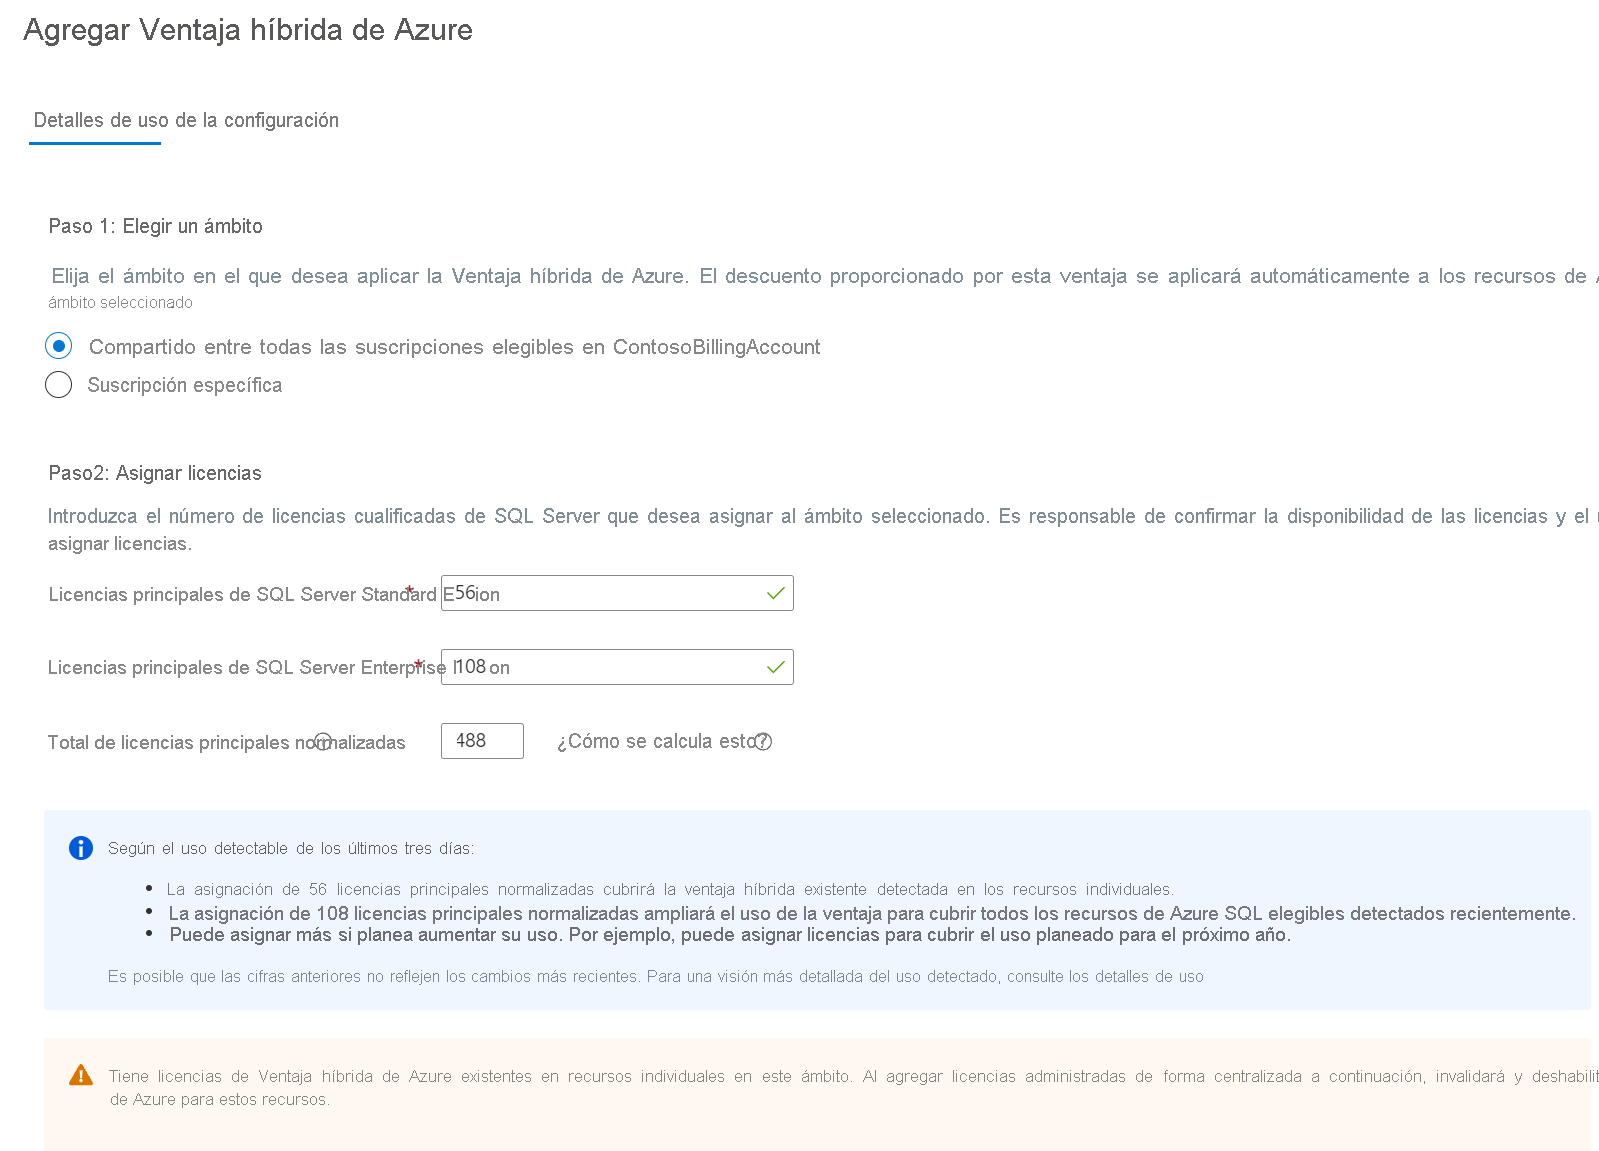 Agregar Ventaja híbrida de Azure
Detalles de uso de la configuración
Paso 1: Elegir un ámbito
Elija el ámbito en el que desea aplicar la Ventaja híbrida de Azure. El descuento proporcionado por esta ventaja se aplicará automáticamente a los recursos de
ámbito seleccionado
Compartido entre todas las suscripciones elegibles en ContosoBillingAccount
Suscripción específica
Paso2: Asignar licencias
Introduzca el número de licencias cualificadas de SQL Server que desea asignar al ámbito seleccionado. Es responsable de confirmar la disponibilidad de las licencias y el
asignar licencias.
Licencias principales de SQL Server Standard * 56
Licencias principales de SQL Server Enterprise * 108
Total de licencias principales normalizadas 488 ¿Cómo se calcula esto?
Según el uso detectable de los últimos tres días:
• La asignación de 56 licencias principales normalizadas cubrirá la ventaja híbrida existente detectada en los recursos individuales.
• La asignación de 108 licencias principales normalizadas ampliará el uso de la ventaja para cubrir todos los recursos de Azure SQL elegibles detectados recientemente.
• Puede asignar más si planea aumentar su uso. Por ejemplo, puede asignar licencias para cubrir el uso planeado para el próximo año.
Es posible que las cifras anteriores no reflejen los cambios más recientes. Para una visión más detallada del uso detectado, consulte los detalles de uso
Tiene licencias de Ventaja híbrida de Azure existentes en recursos individuales en este ámbito. Al agregar licencias administradas de forma centralizada a continuación, invalidará y deshabilit
de Azure para estos recursos.